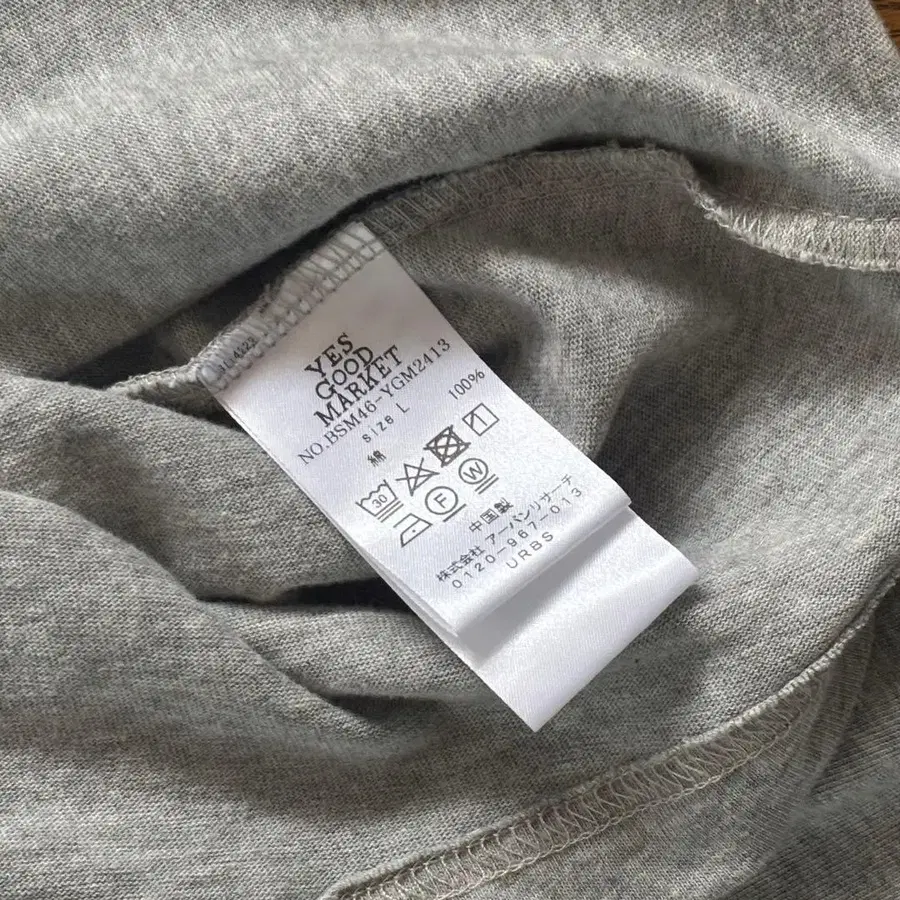 YES
GOOD
MARKET
NO.BSM46-YGM2413
SIZE L
綿 100%
30
F W
中国製
株式会社 アーバンリサーチ
0120-967-013
URBS